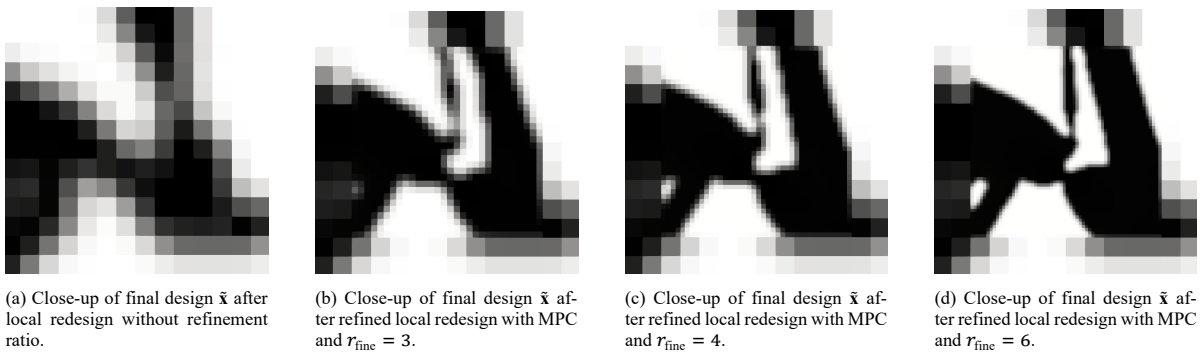 (a) Close-up of final design x̃ after
local redesign without refinement
ratio.
(b) Close-up of final design x̃ af-
ter refined local redesign with MPC
and r_fine = 3.
(c) Close-up of final design x̃ af-
ter refined local redesign with MPC
and r_fine = 4.
(d) Close-up of final design x̃ af-
ter refined local redesign with MPC
and r_fine = 6.